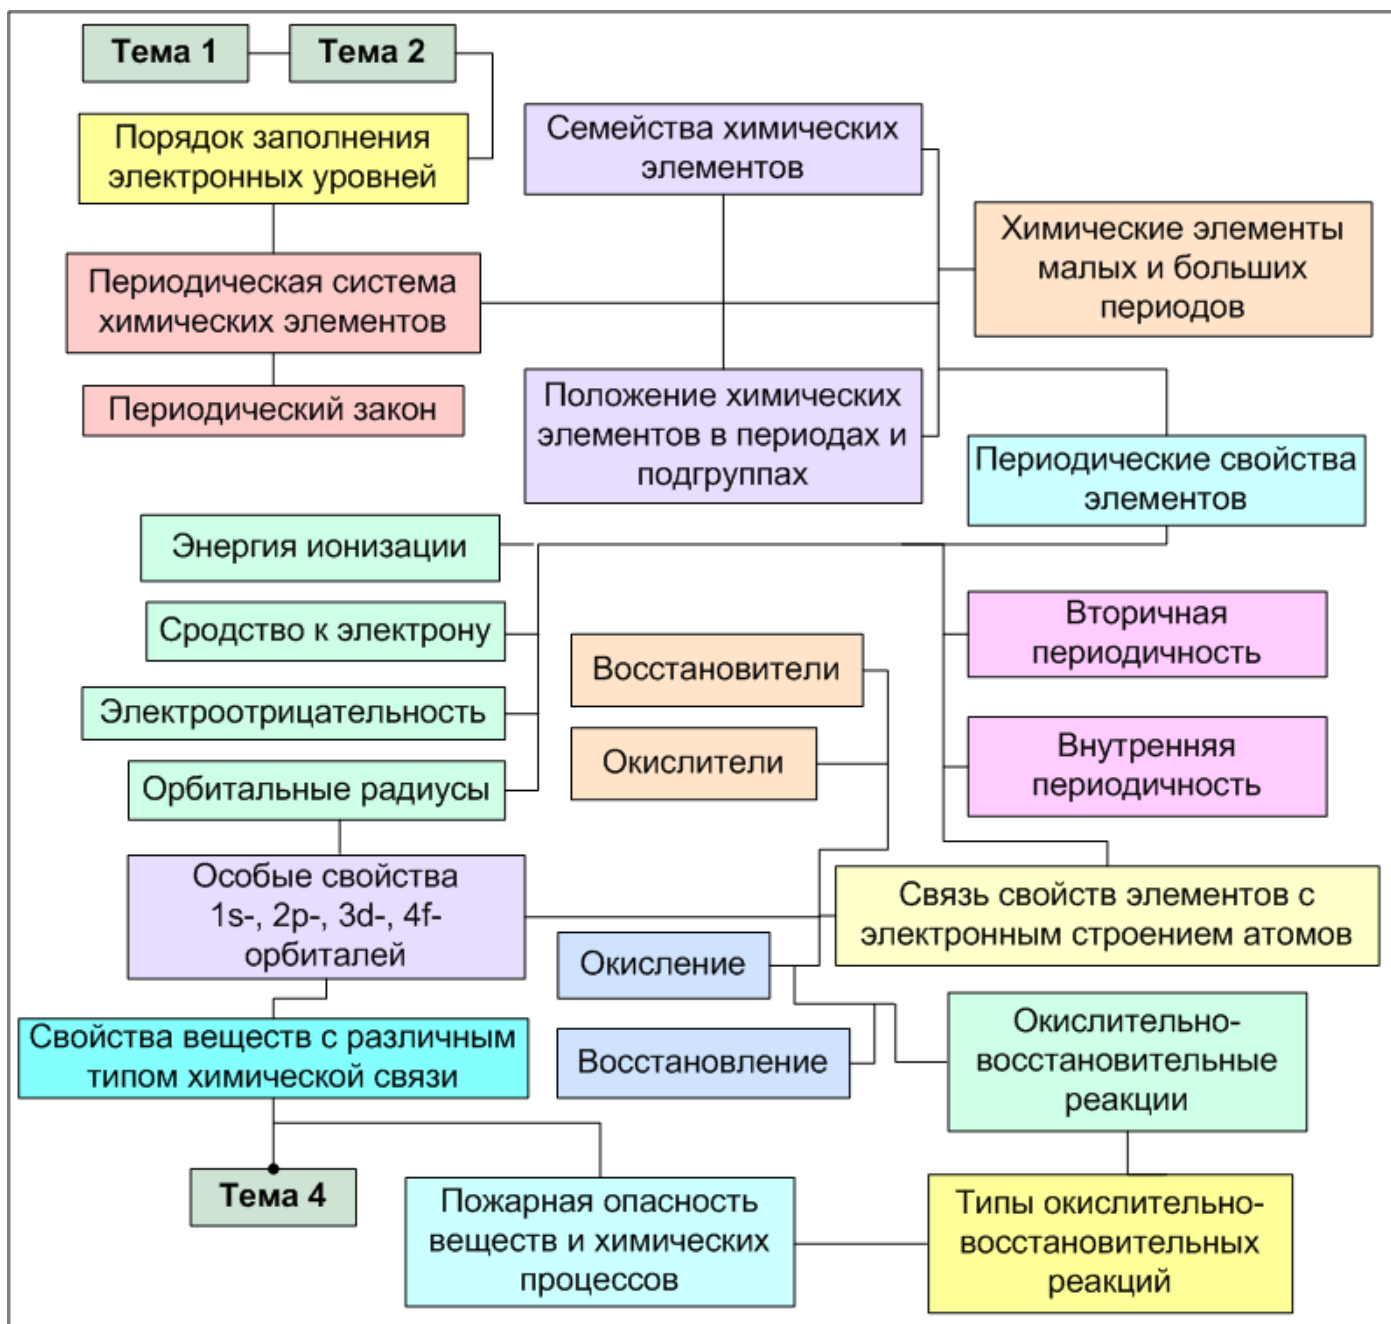 Тема 1
Тема 2
Порядок заполнения
электронных уровней
Семейства химических
элементов
Химические элементы
малых и больших
периодов
Периодическая система
химических элементов
Периодический закон
Положение химических
элементов в периодах и
подгруппах
Периодические свойства
элементов
Энергия ионизации
Сродство к электрону
Электроотрицательность
Орбитальные радиусы
Восстановители
Окислители
Вторичная
периодичность
Внутренняя
периодичность
Особые свойства
1s-, 2p-, 3d-, 4f-
орбиталей
Связь свойств элементов с
электронным строением атомов
Окисление
Восстановление
Окислительно-
восстановительные
реакции
Свойства веществ с различным
типом химической связи
Тема 4
Пожарная опасность
веществ и химических
процессов
Типы окислительно-
восстановительных
реакций